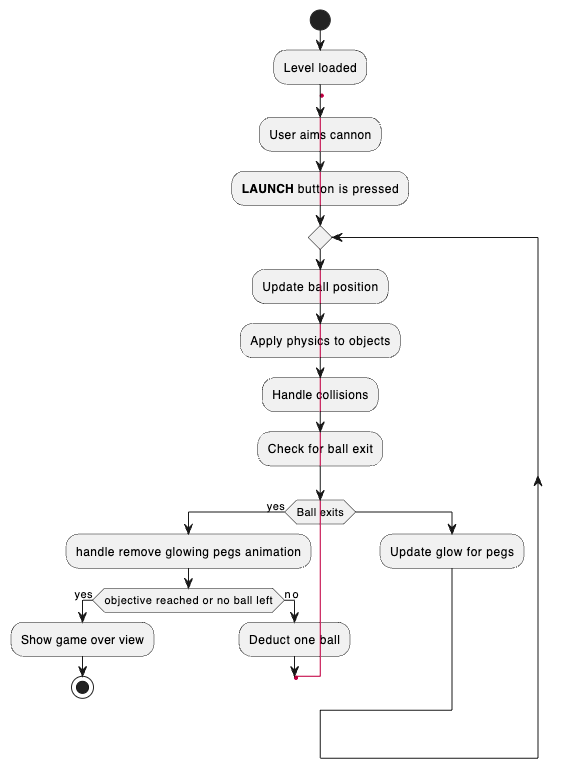 Level loaded
User aims cannon
LAUNCH button is pressed
Update ball position
Apply physics to objects
Handle collisions
Check for ball exit
yes
Ball exits
handle remove glowing pegs animation
Update glow for pegs
yes
objective reached or no ball left
no
Show game over view
Deduct one ball